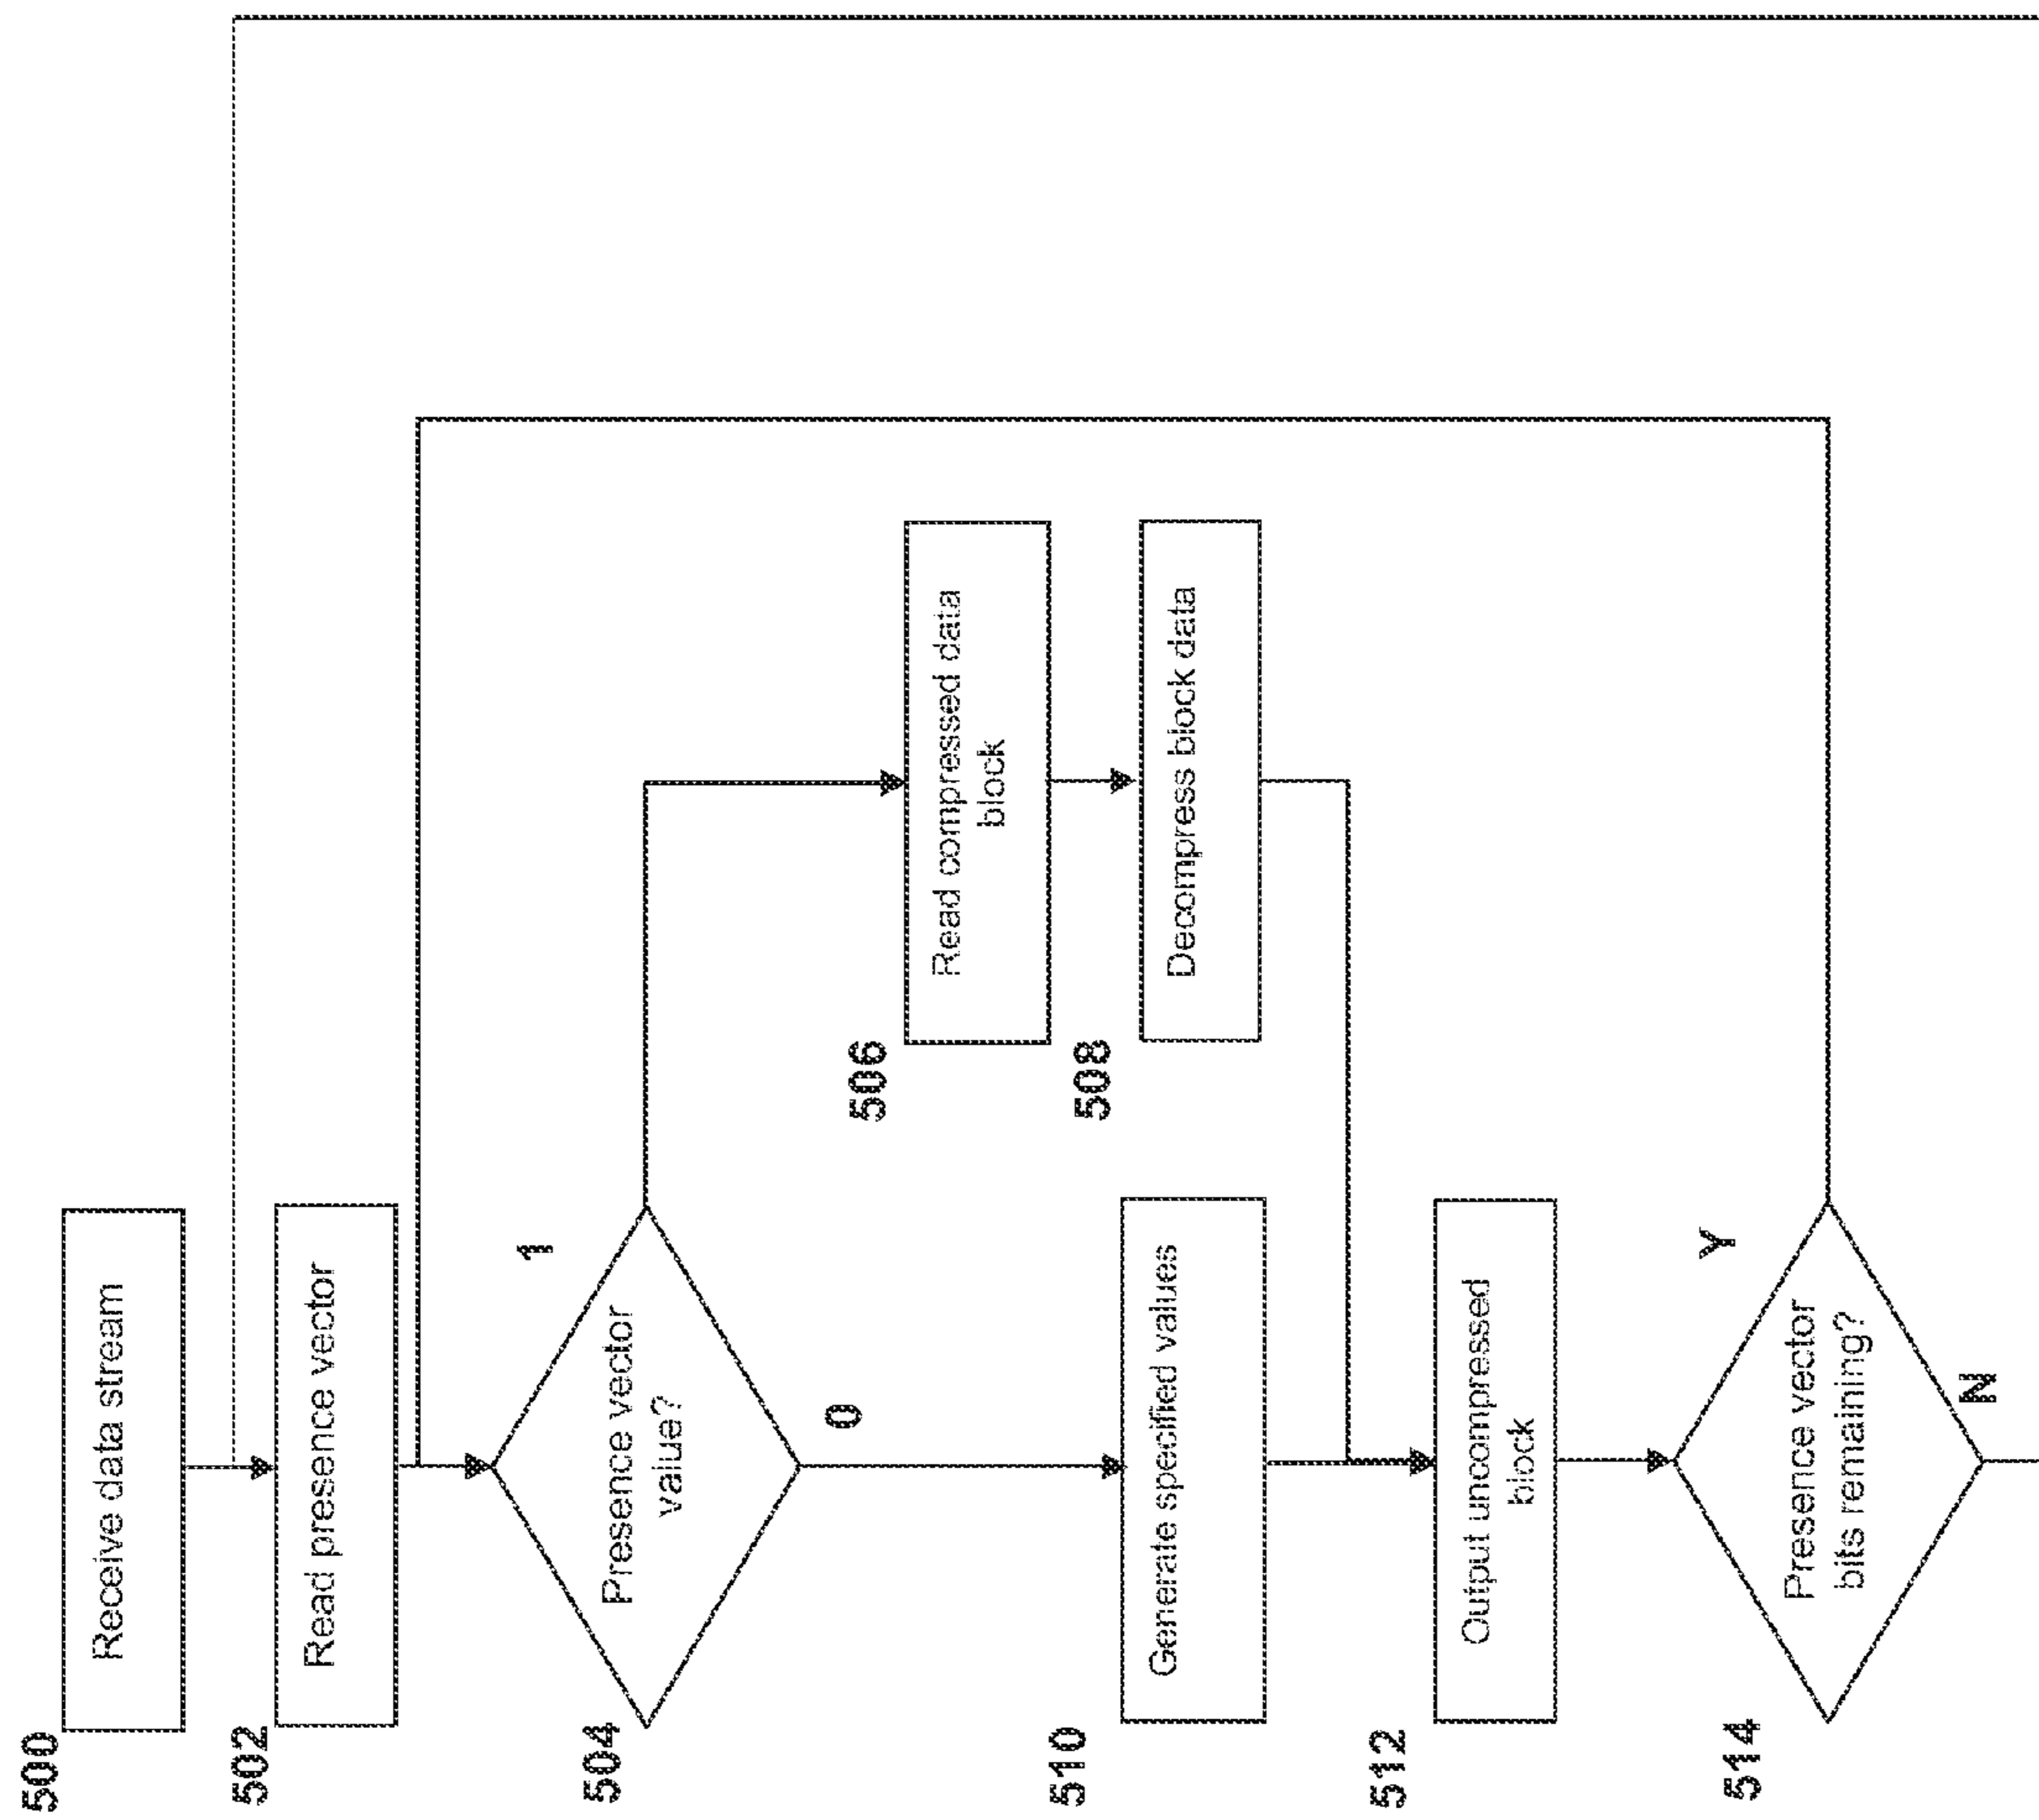 500
Receive data stream
502
Read presence vector
504
Presence vector
value?
1
0
506
Read compressed data
block
508
Decompress block data
510
Generate specified values
512
Output uncompressed
block
514
Presence vector
bits remaining?
Y
N